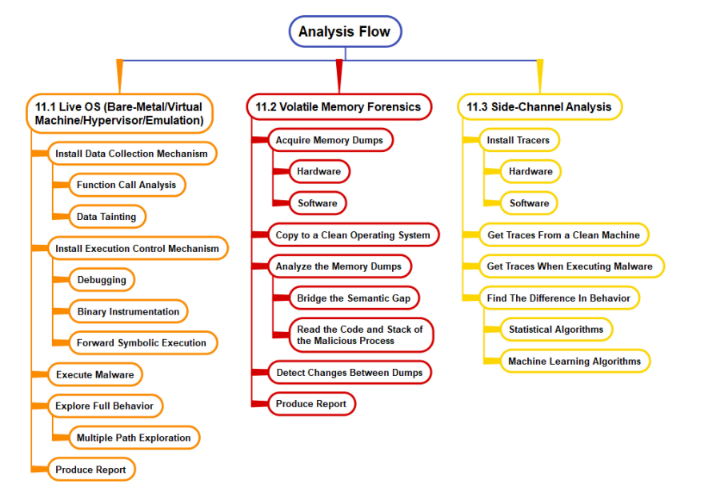 Analysis Flow
11.1 Live OS (Bare-Metal/Virtual
Machine/Hypervisor/Emulation)
Install Data Collection Mechanism
Function Call Analysis
Data Tainting
Install Execution Control Mechanism
Debugging
Binary Instrumentation
Forward Symbolic Execution
Execute Malware
Explore Full Behavior
Multiple Path Exploration
Produce Report
11.2 Volatile Memory Forensics
Acquire Memory Dumps
Hardware
Software
Copy to a Clean Operating System
Analyze the Memory Dumps
Bridge the Semantic Gap
Read the Code and Stack of
the Malicious Process
Detect Changes Between Dumps
Produce Report
11.3 Side-Channel Analysis
Install Tracers
Hardware
Software
Get Traces From a Clean Machine
Get Traces When Executing Malware
Find The Difference In Behavior
Statistical Algorithms
Machine Learning Algorithms